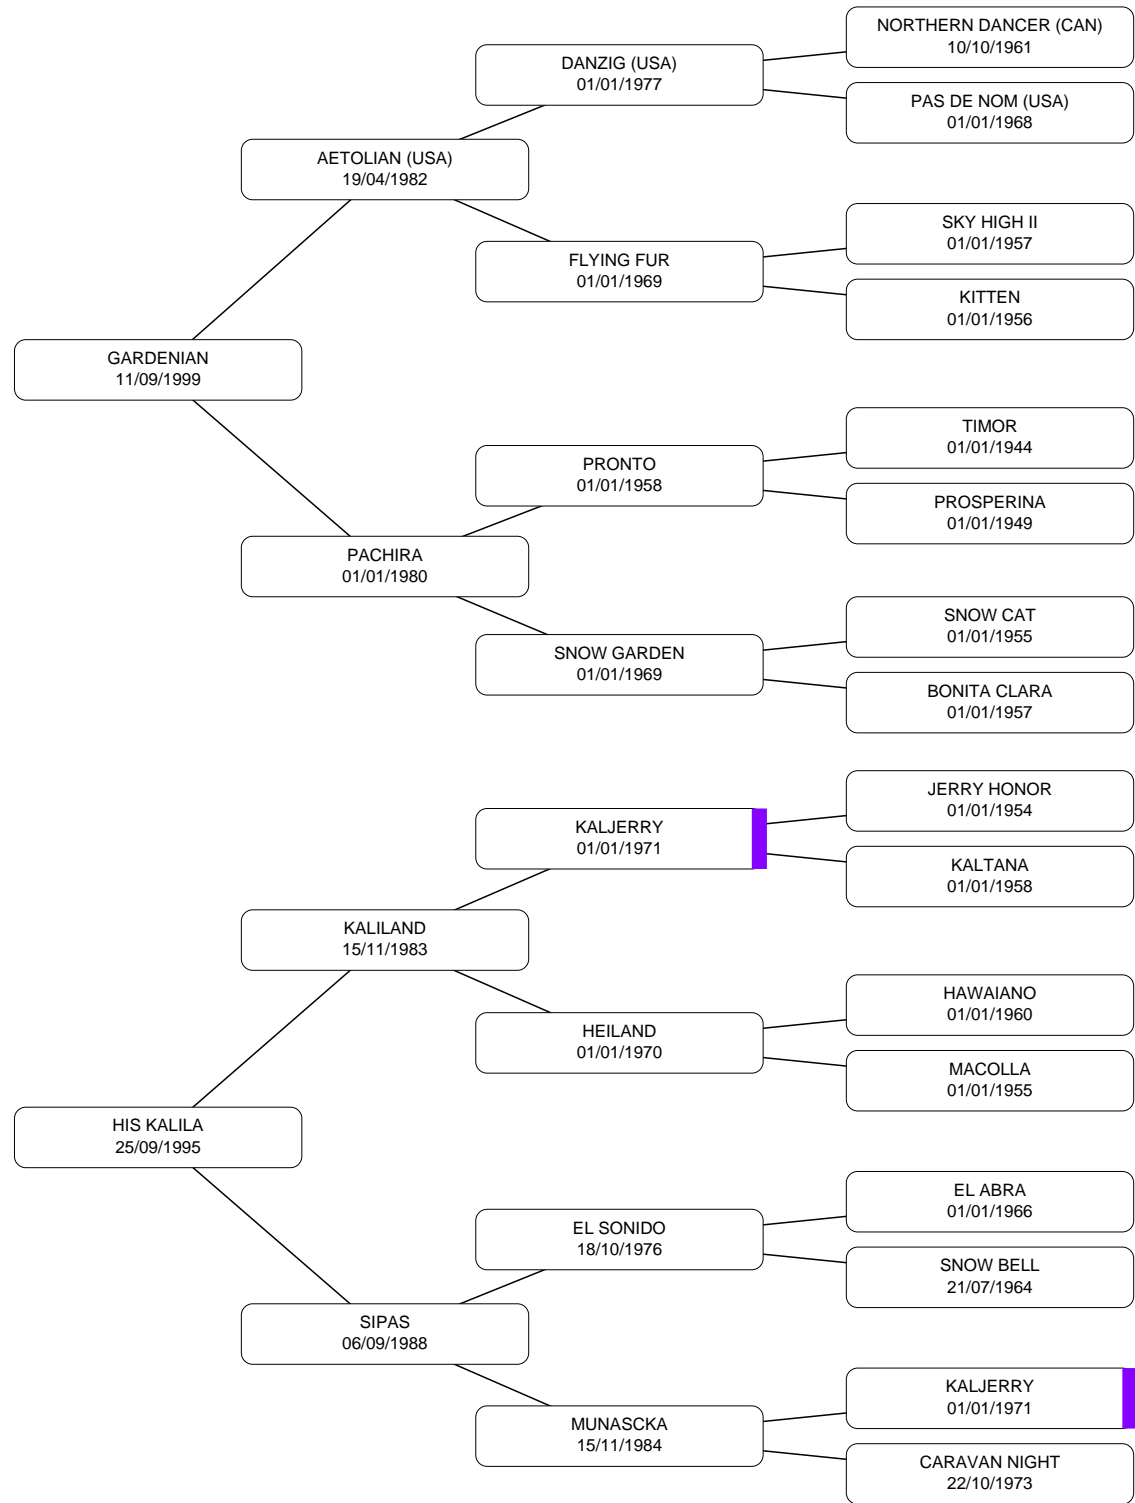 NORTHERN DANCER (CAN)
10/10/1961
DANZIG (USA)
01/01/1977
PAS DE NOM (USA)
01/01/1968
AETOLIAN (USA)
19/04/1982
SKY HIGH II
01/01/1957
FLYING FUR
01/01/1969
KITTEN
01/01/1956
GARDENIAN
11/09/1999
TIMOR
01/01/1944
PRONTO
01/01/1958
PROSPERINA
01/01/1949
PACHIRA
01/01/1980
SNOW CAT
01/01/1955
SNOW GARDEN
01/01/1969
BONITA CLARA
01/01/1957
JERRY HONOR
01/01/1954
KALJERRY
01/01/1971
KALTANA
01/01/1958
KALILAND
15/11/1983
HAWAIANO
01/01/1960
HEILAND
01/01/1970
MACOLLA
01/01/1955
HIS KALILA
25/09/1995
EL ABRA
01/01/1966
EL SONIDO
18/10/1976
SNOW BELL
21/07/1964
SIPAS
06/09/1988
KALJERRY
01/01/1971
MUNASCKA
15/11/1984
CARAVAN NIGHT
22/10/1973